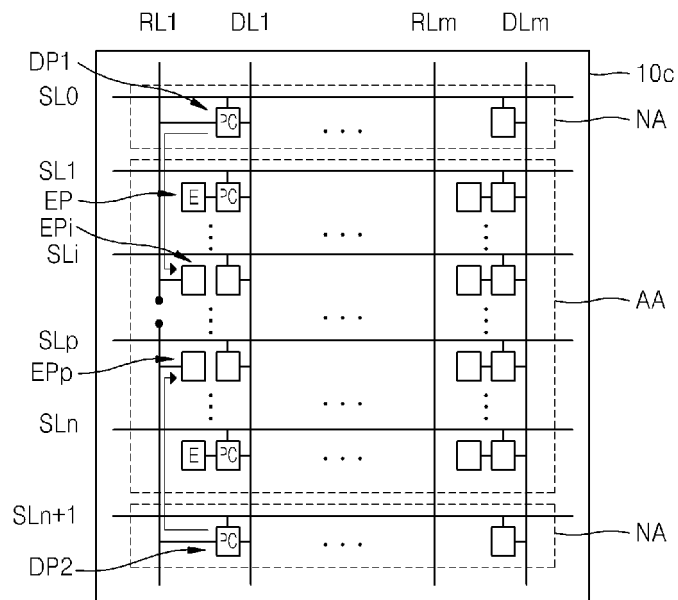 RL1 DL1 RLm DLm
DP1
10c
SL0
PC
NA
SL1
EP
E PC
EPi
SLi
AA
SLp
EPp
SLn
E PC
SLn+1
PC
NA
DP2